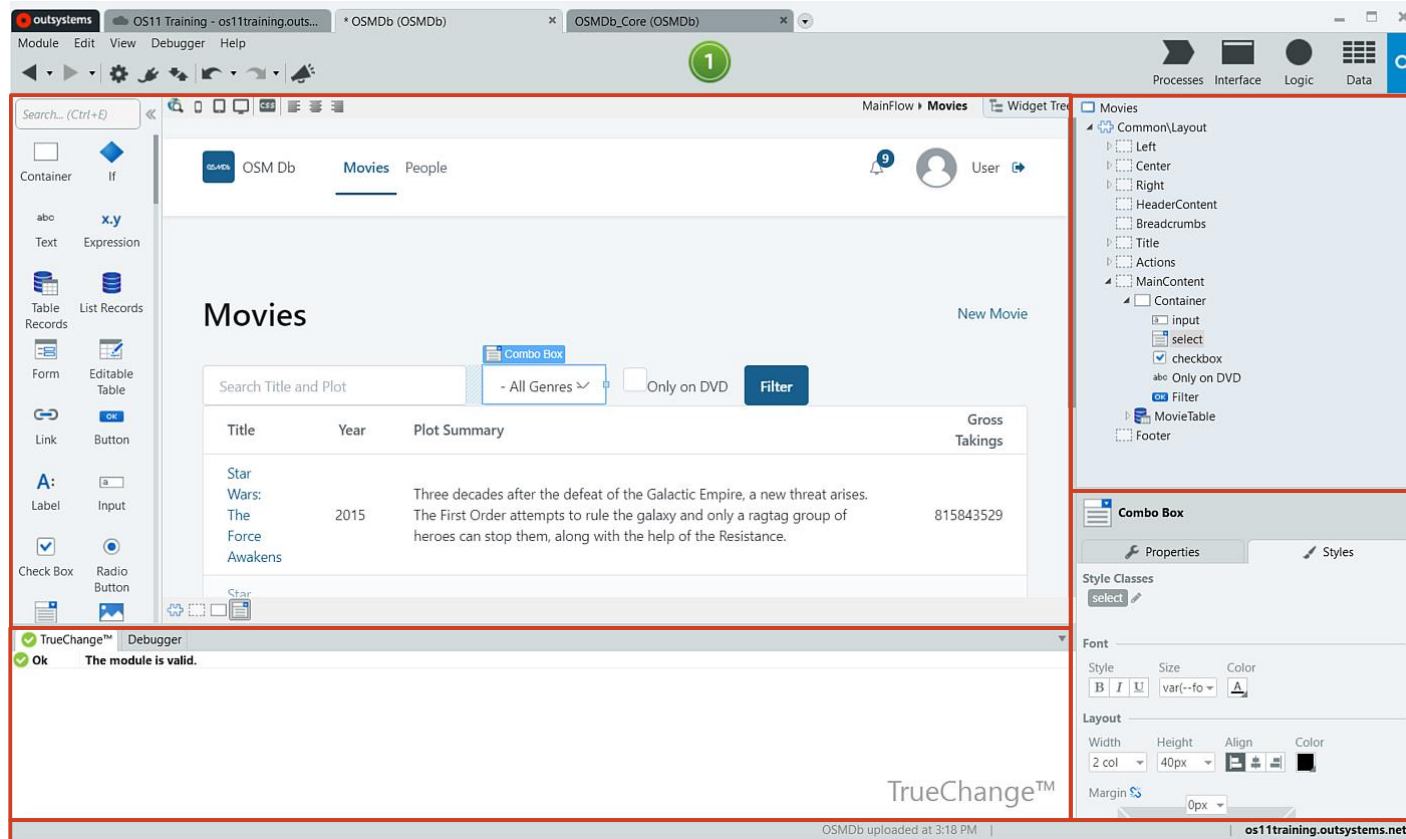 outsystems OS11 Training - os11training.outs... * OSMDb (OSMDb) × OSMDb_Core (OSMDb) ×
Module Edit View Debugger Help
1
Processes Interface Logic Data
Search... (Ctrl+E)
CSS
MainFlow Movies Widget Tree
Container If
abc x.y
Text Expression
Table Records List Records
Form Editable Table
OK
Link Button
A: a
Label Input
Check Box Radio Button
OSMDb OSM Db Movies People 9 User
Movies New Movie
Combo Box
Search Title and Plot - All Genres Only on DVD Filter
Title Year Plot Summary Gross Takings
Star Wars: The Force Awakens
2015
Three decades after the defeat of the Galactic Empire, a new threat arises.
The First Order attempts to rule the galaxy and only a ragtag group of
heroes can stop them, along with the help of the Resistance.
815843529
Star
Movies
Common\Layout
Left
Center
Right
HeaderContent
Breadcrumbs
Title
Actions
MainContent
Container
a input
select
checkbox
abc Only on DVD
OK Filter
MovieTable
Footer
Combo Box
Properties Styles
Style Classes
select
Font
Style Size Color
B I U var(--fo A
Layout
Width Height Align Color
2 col 40px
Margin
0px
TrueChange™ Debugger
Ok The module is valid.
TrueChange™
OSMDb uploaded at 3:18 PM | | os11training.outsystems.net